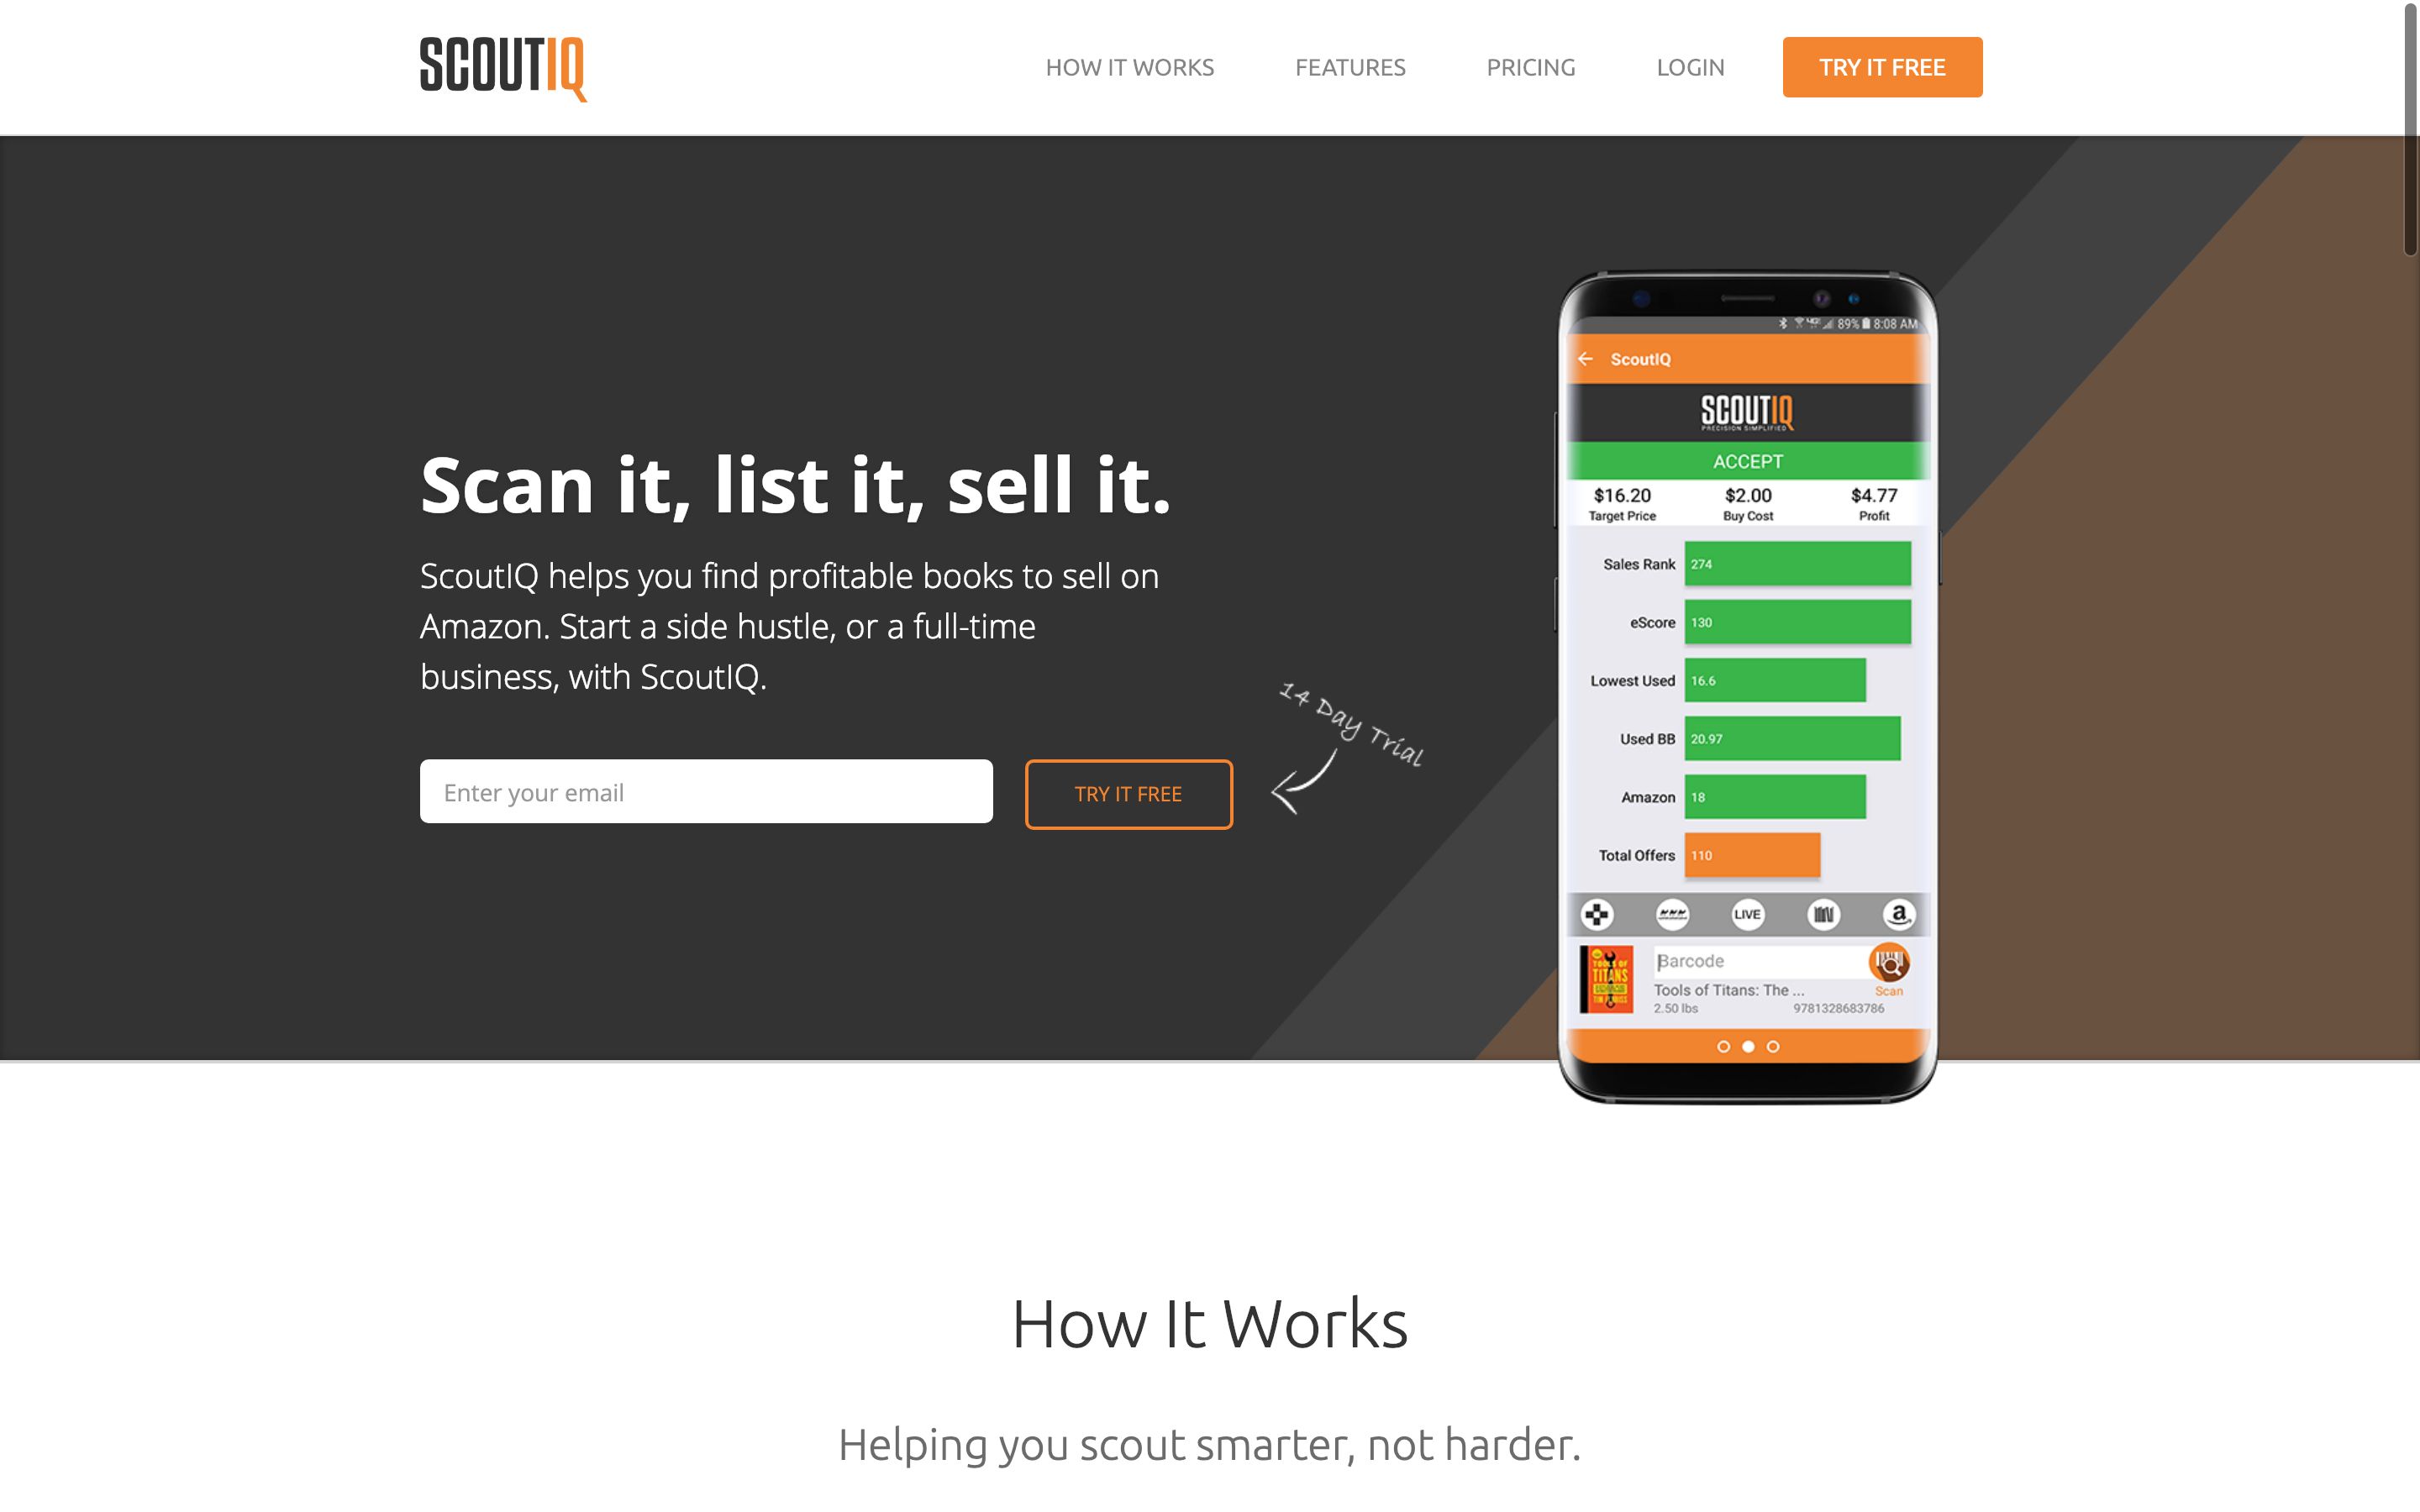 SCOUTIQ
HOW IT WORKS
FEATURES
PRICING
LOGIN
TRY IT FREE
Scan it, list it, sell it.
ScoutIQ helps you find profitable books to sell on
Amazon. Start a side hustle, or a full-time
business, with ScoutIQ.
Enter your email
TRY IT FREE
14 Day Trial
89% 8:08 AM
ScoutIQ
SCOUTIQ
PRECISION SIMPLIFIED
ACCEPT
$16.20 $2.00 $4.77
Target Price Buy Cost Profit
Sales Rank 274
eScore 130
Lowest Used 16.6
Used BB 20.97
Amazon 18
Total Offers 110
LIVE
a
TOOLS OF
TITANS
Barcode
Tools of Titans: The ...
Scan
2.50 lbs 9781328683786
How It Works
Helping you scout smarter, not harder.